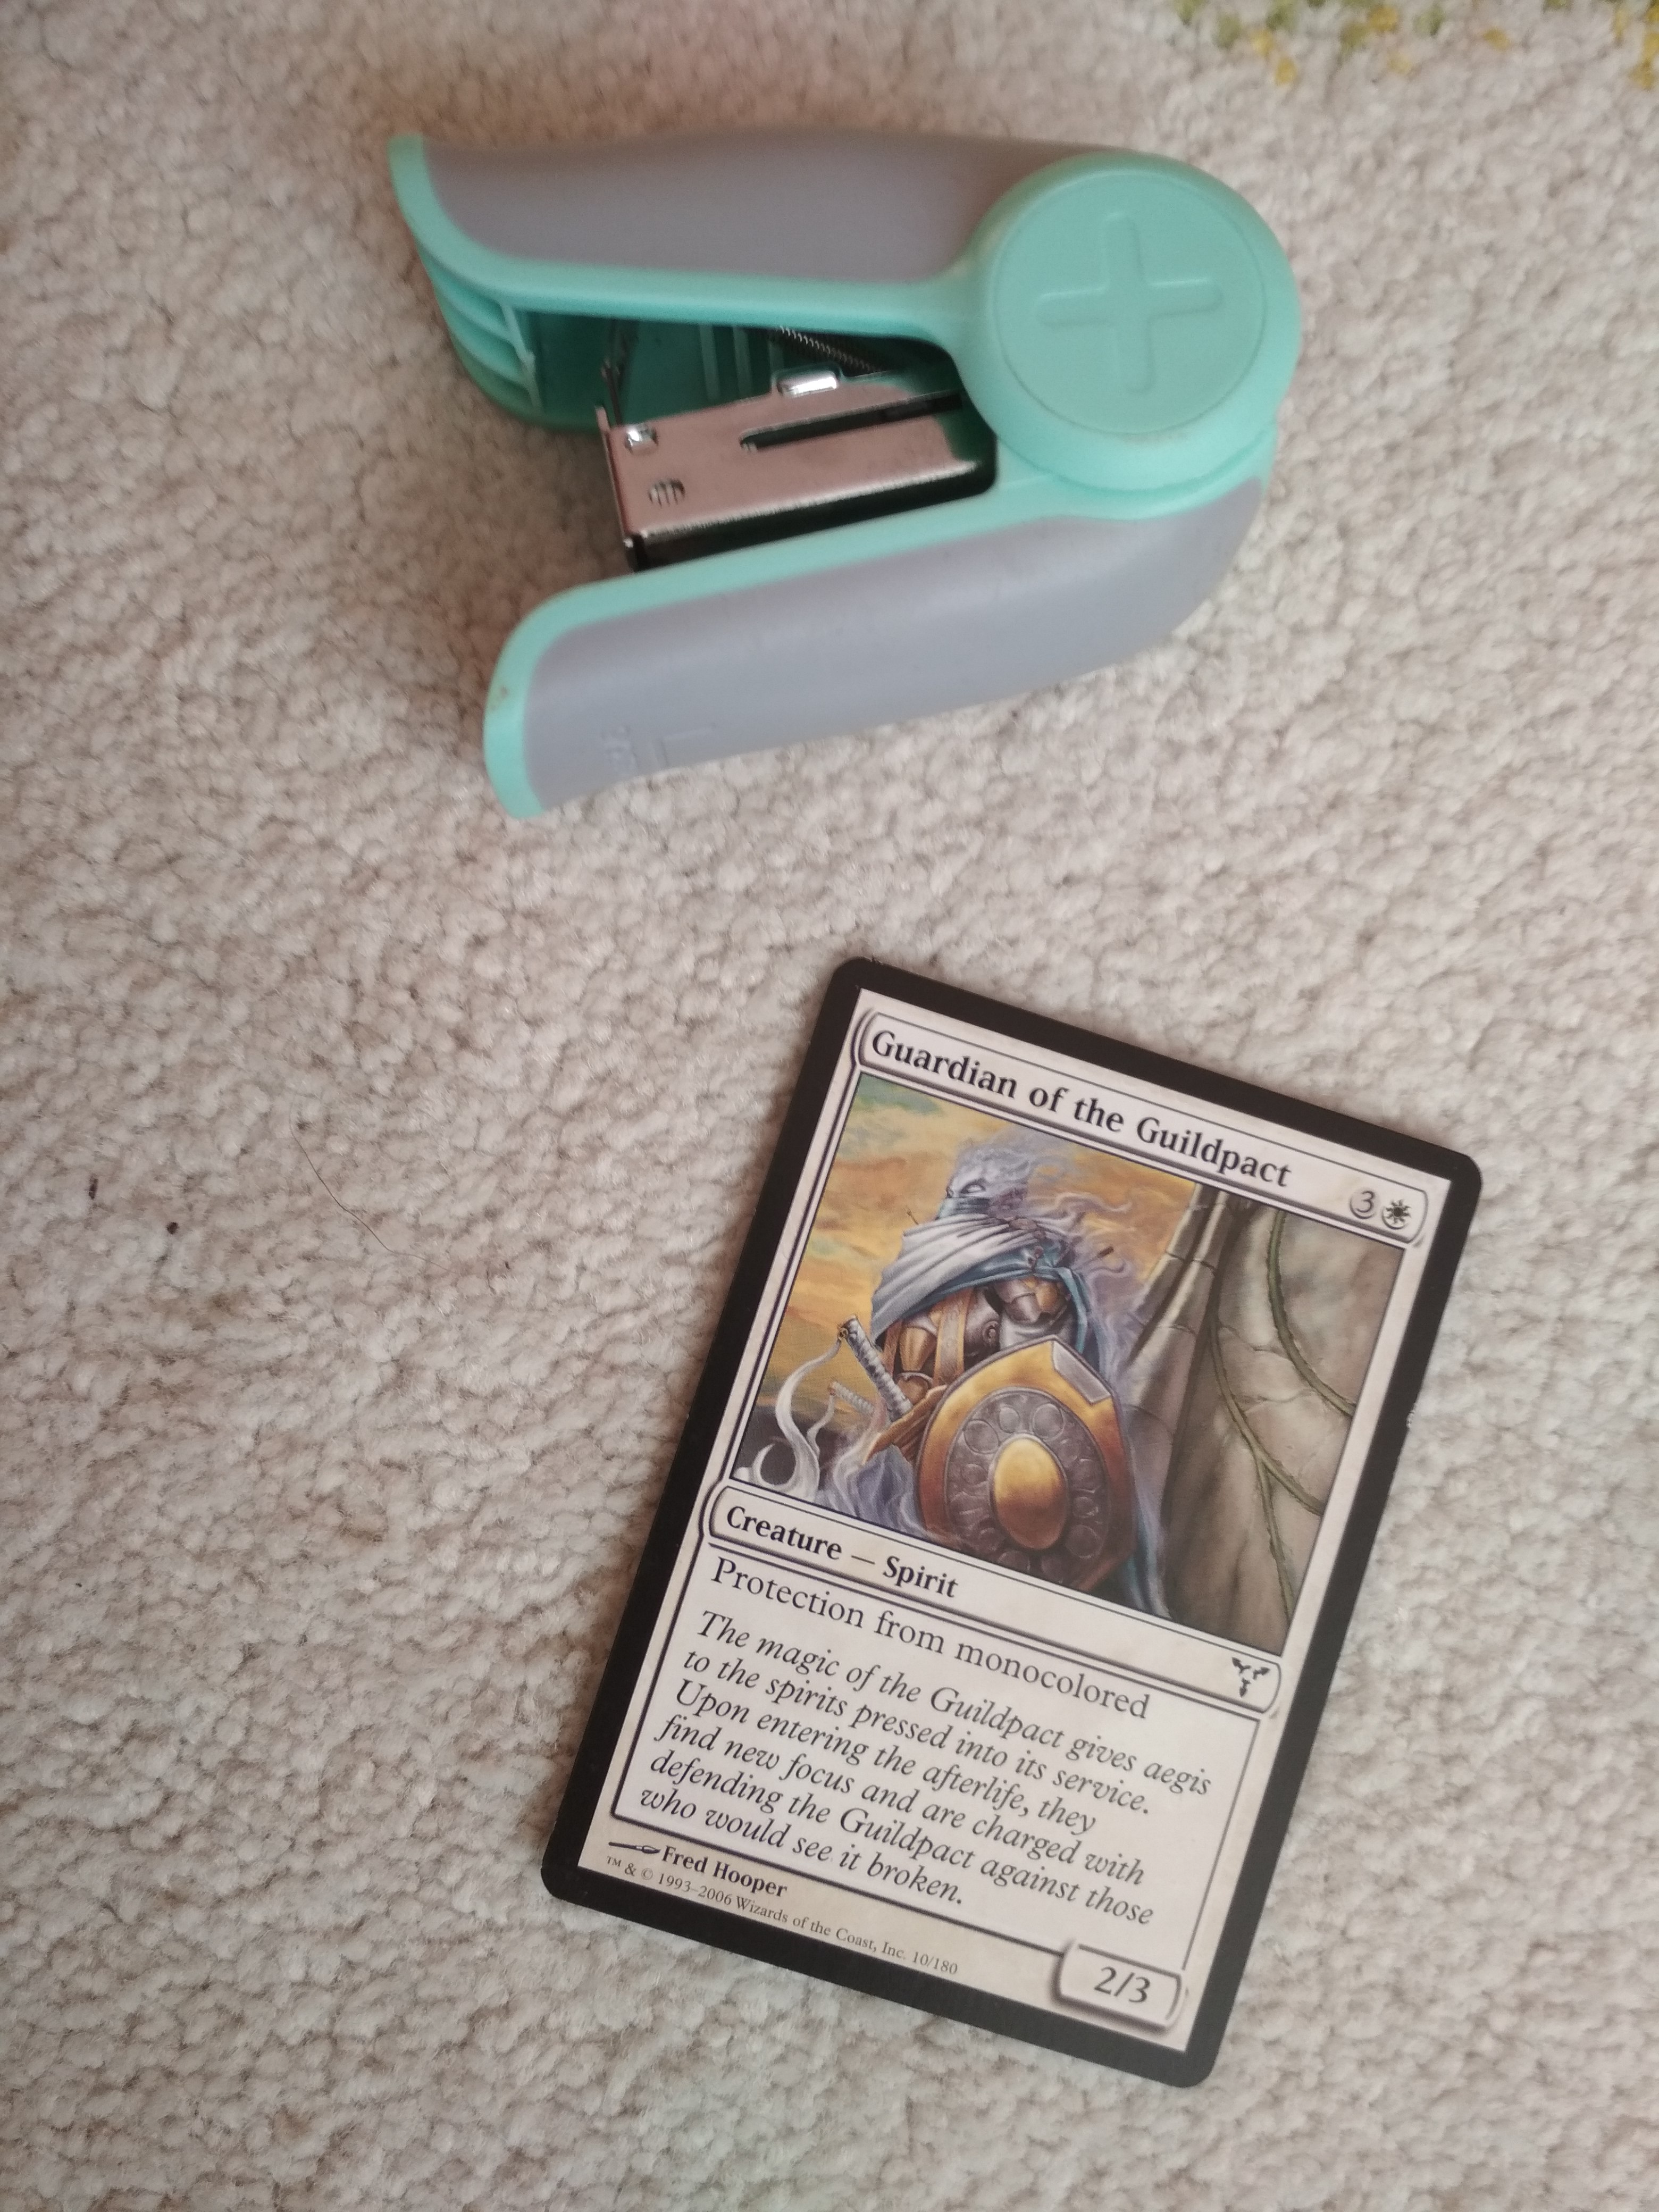 Guardian of the Guildpact 3
Creature — Spirit
Protection from monocolored
The magic of the Guildpact gives aegis
to the spirits pressed into its service.
Upon entering the afterlife, they
find new focus and are charged with
defending the Guildpact against those
who would see it broken.
Fred Hooper
™ & © 1993–2006 Wizards of the Coast, Inc. 10/180
2/3